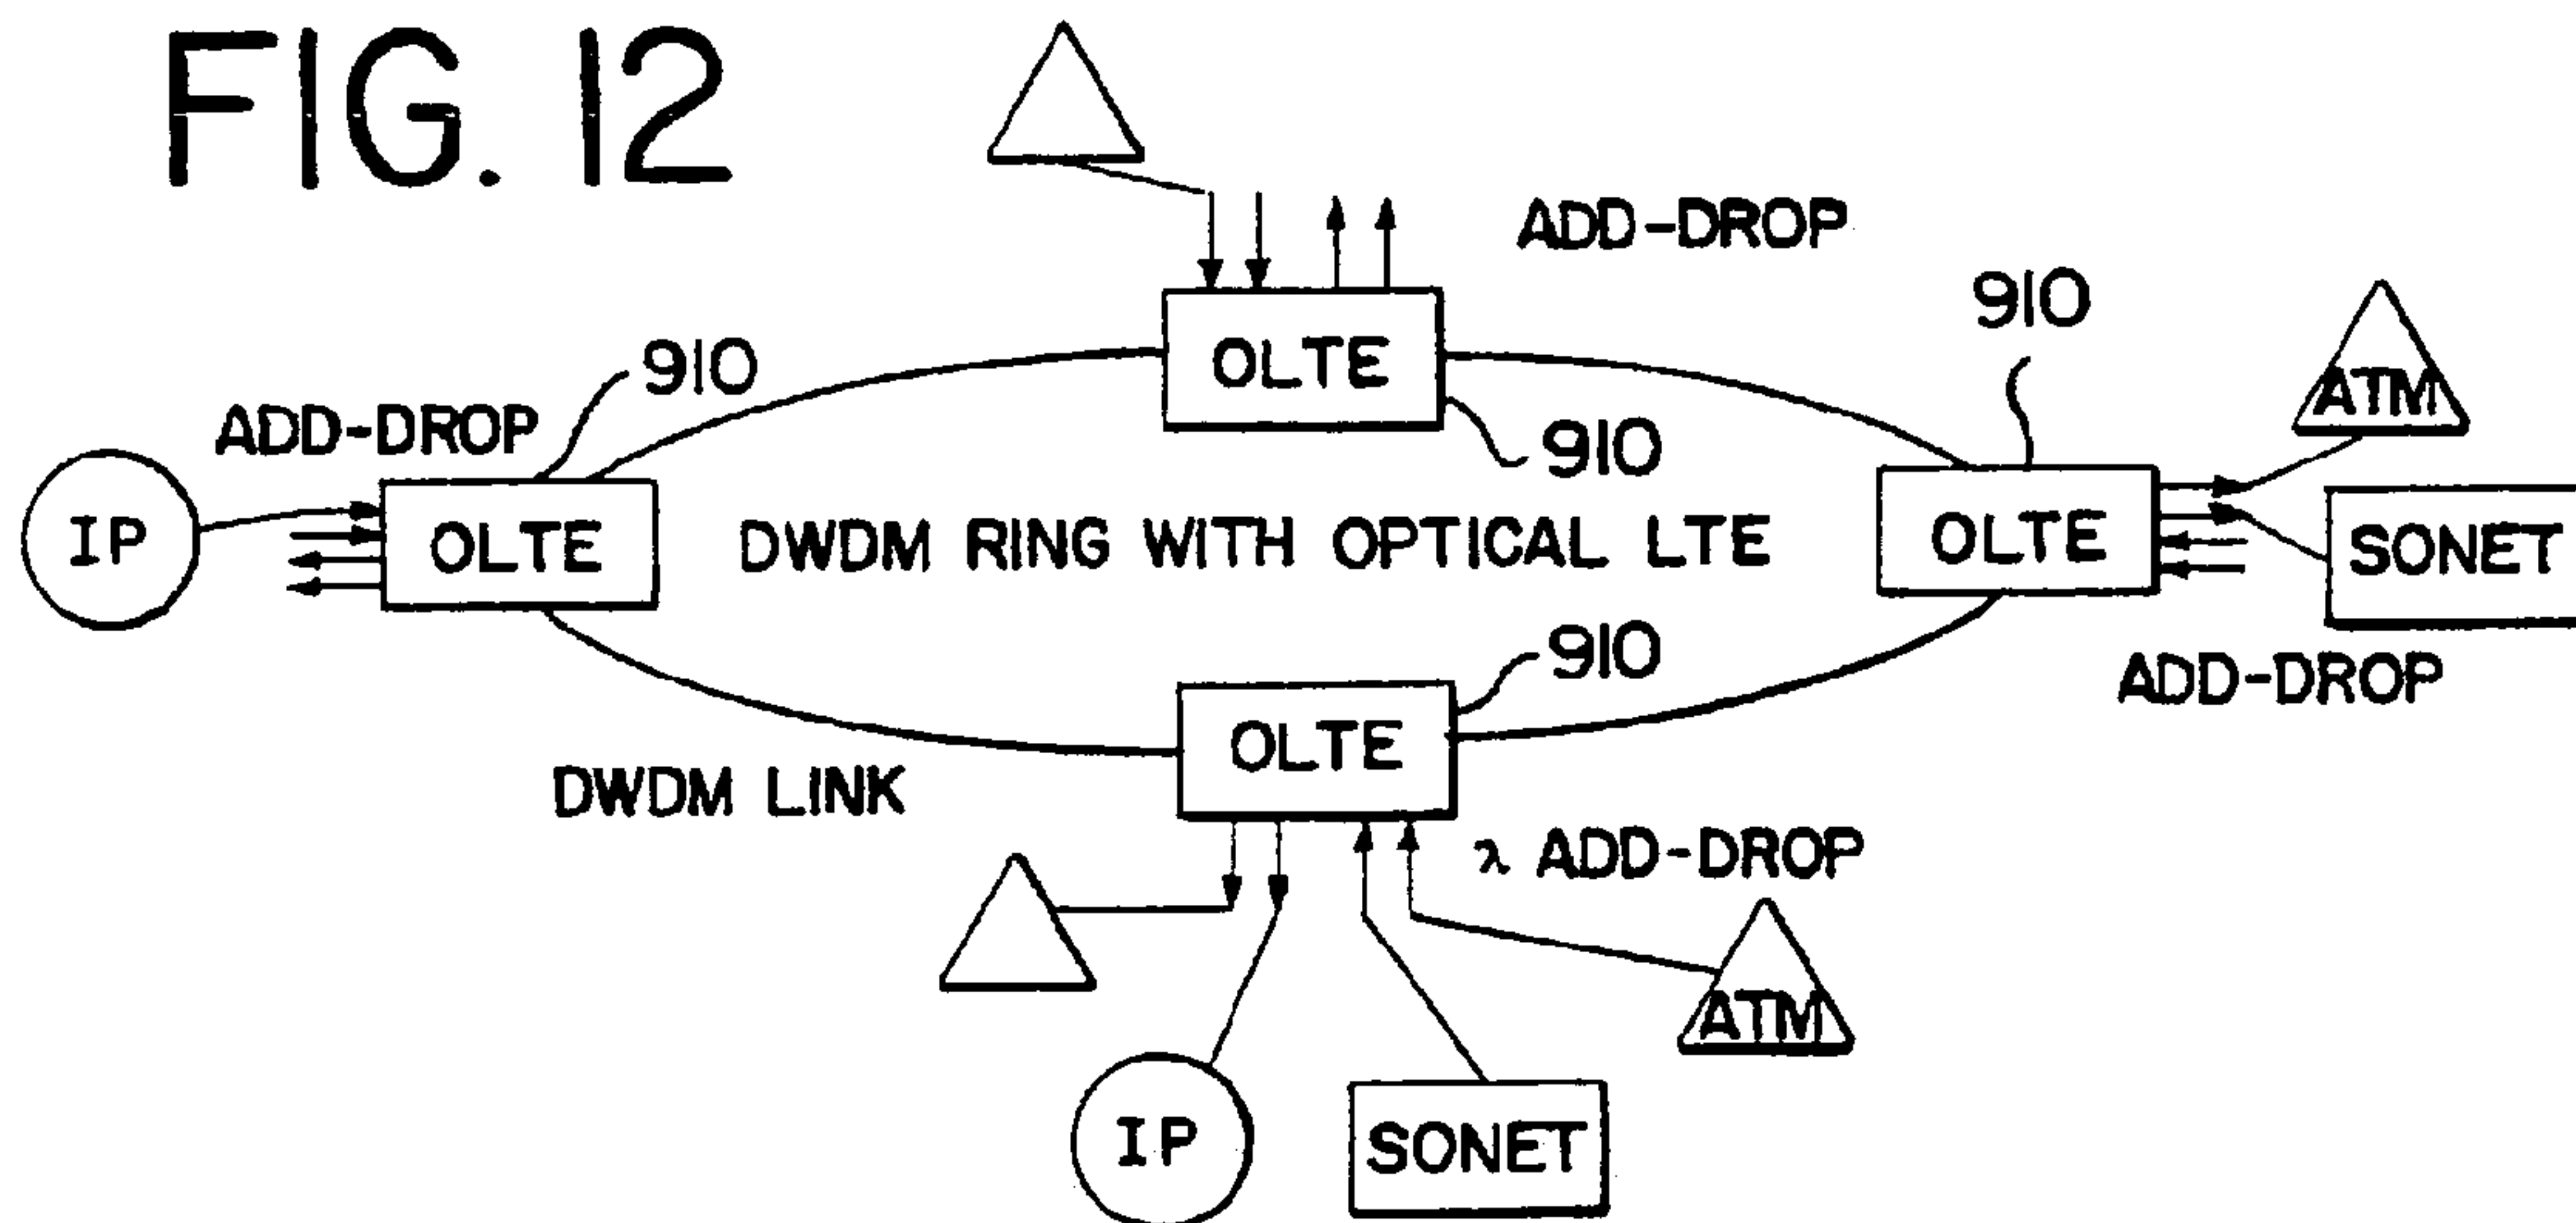 FIG. 12
ADD-DROP
910
OLTE
910
ATM
910
ADD-DROP
910
IP
OLTE
DWDM RING WITH OPTICAL LTE
OLTE
SONET
910
ADD-DROP
OLTE
DWDM LINK
λ ADD-DROP
ATM
IP
SONET